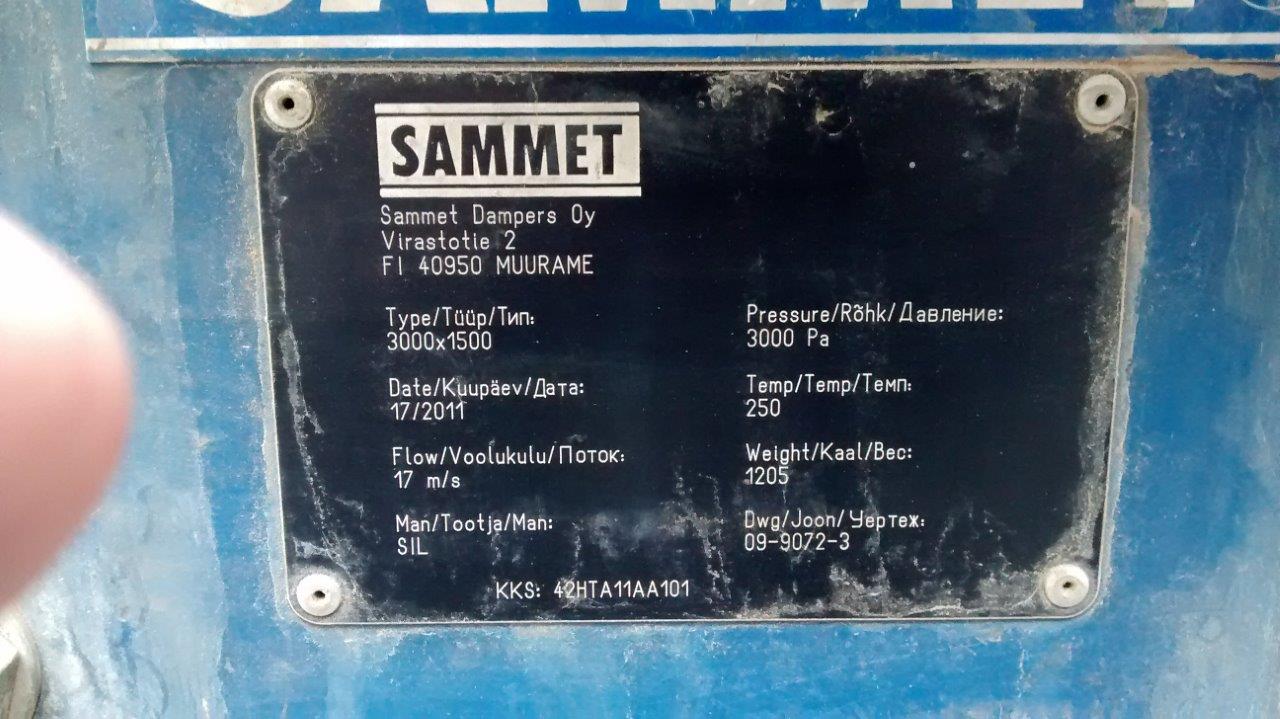 SAMMET
Sammet Dampers Oy
Virastotie 2
FI 40950 MUURAME
Type/Tüüp/Тип:
3000x1500
Pressure/Rõhk/Давление:
3000 Pa
Date/Kuupäev/Дата:
17/2011
Temp/Temp/Темп:
250
Flow/Voolukulu/Поток:
17 m/s
Weight/Kaal/Вес:
1205
Man/Tootja/Man:
SIL
Dwg/Joon/Уертеж:
09-9072-3
KKS: 42HTA11AA101